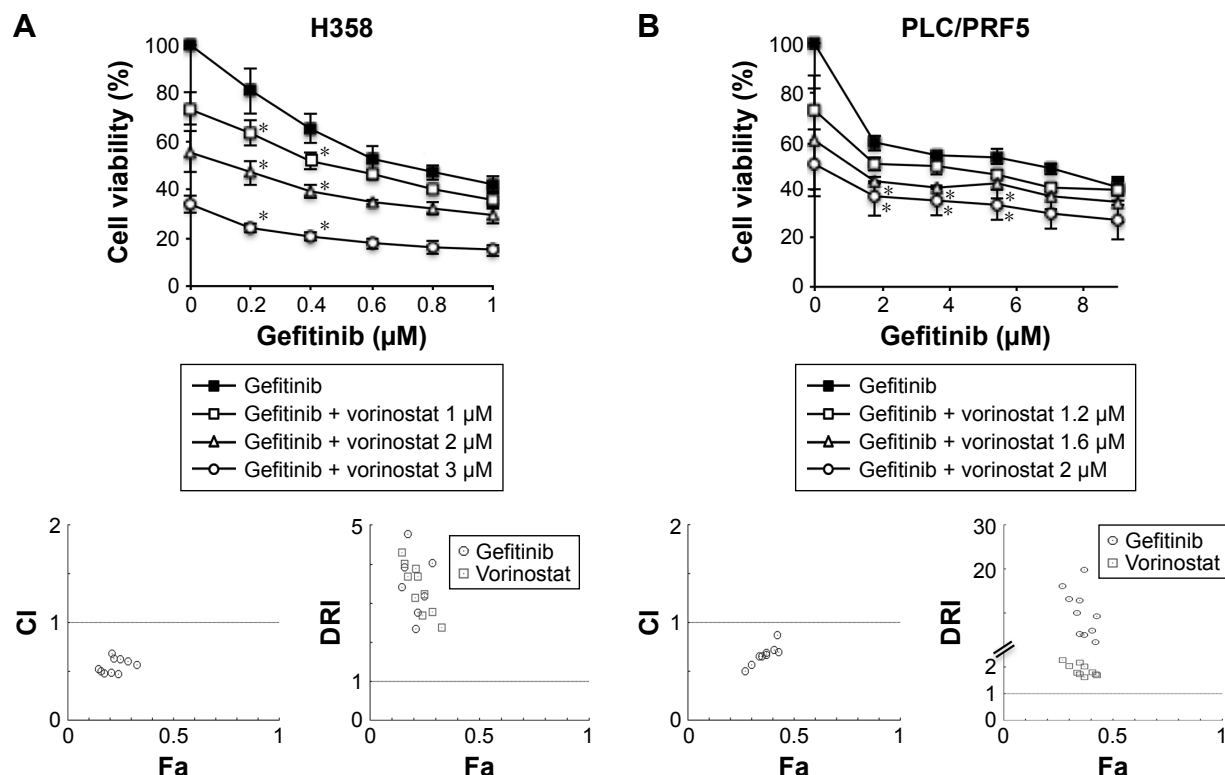 A
H358
Cell viability (%)
100
80
60
40
20
0
0 0.2 0.4 0.6 0.8 1
* *
* *
* *
Gefitinib (µM)
Gefitinib
Gefitinib + vorinostat 1 µM
Gefitinib + vorinostat 2 µM
Gefitinib + vorinostat 3 µM
CI
2
1
0
0 0.5 1
Fa
DRI
5
1
0
0 0.5 1
Fa
Gefitinib
Vorinostat
B
PLC/PRF5
Cell viability (%)
100
80
60
40
20
0
0 2 4 6 8
* * *
* * *
Gefitinib (µM)
Gefitinib
Gefitinib + vorinostat 1.2 µM
Gefitinib + vorinostat 1.6 µM
Gefitinib + vorinostat 2 µM
CI
2
1
0
0 0.5 1
Fa
DRI
30
20
2
1
0
0 0.5 1
Fa
Gefitinib
Vorinostat